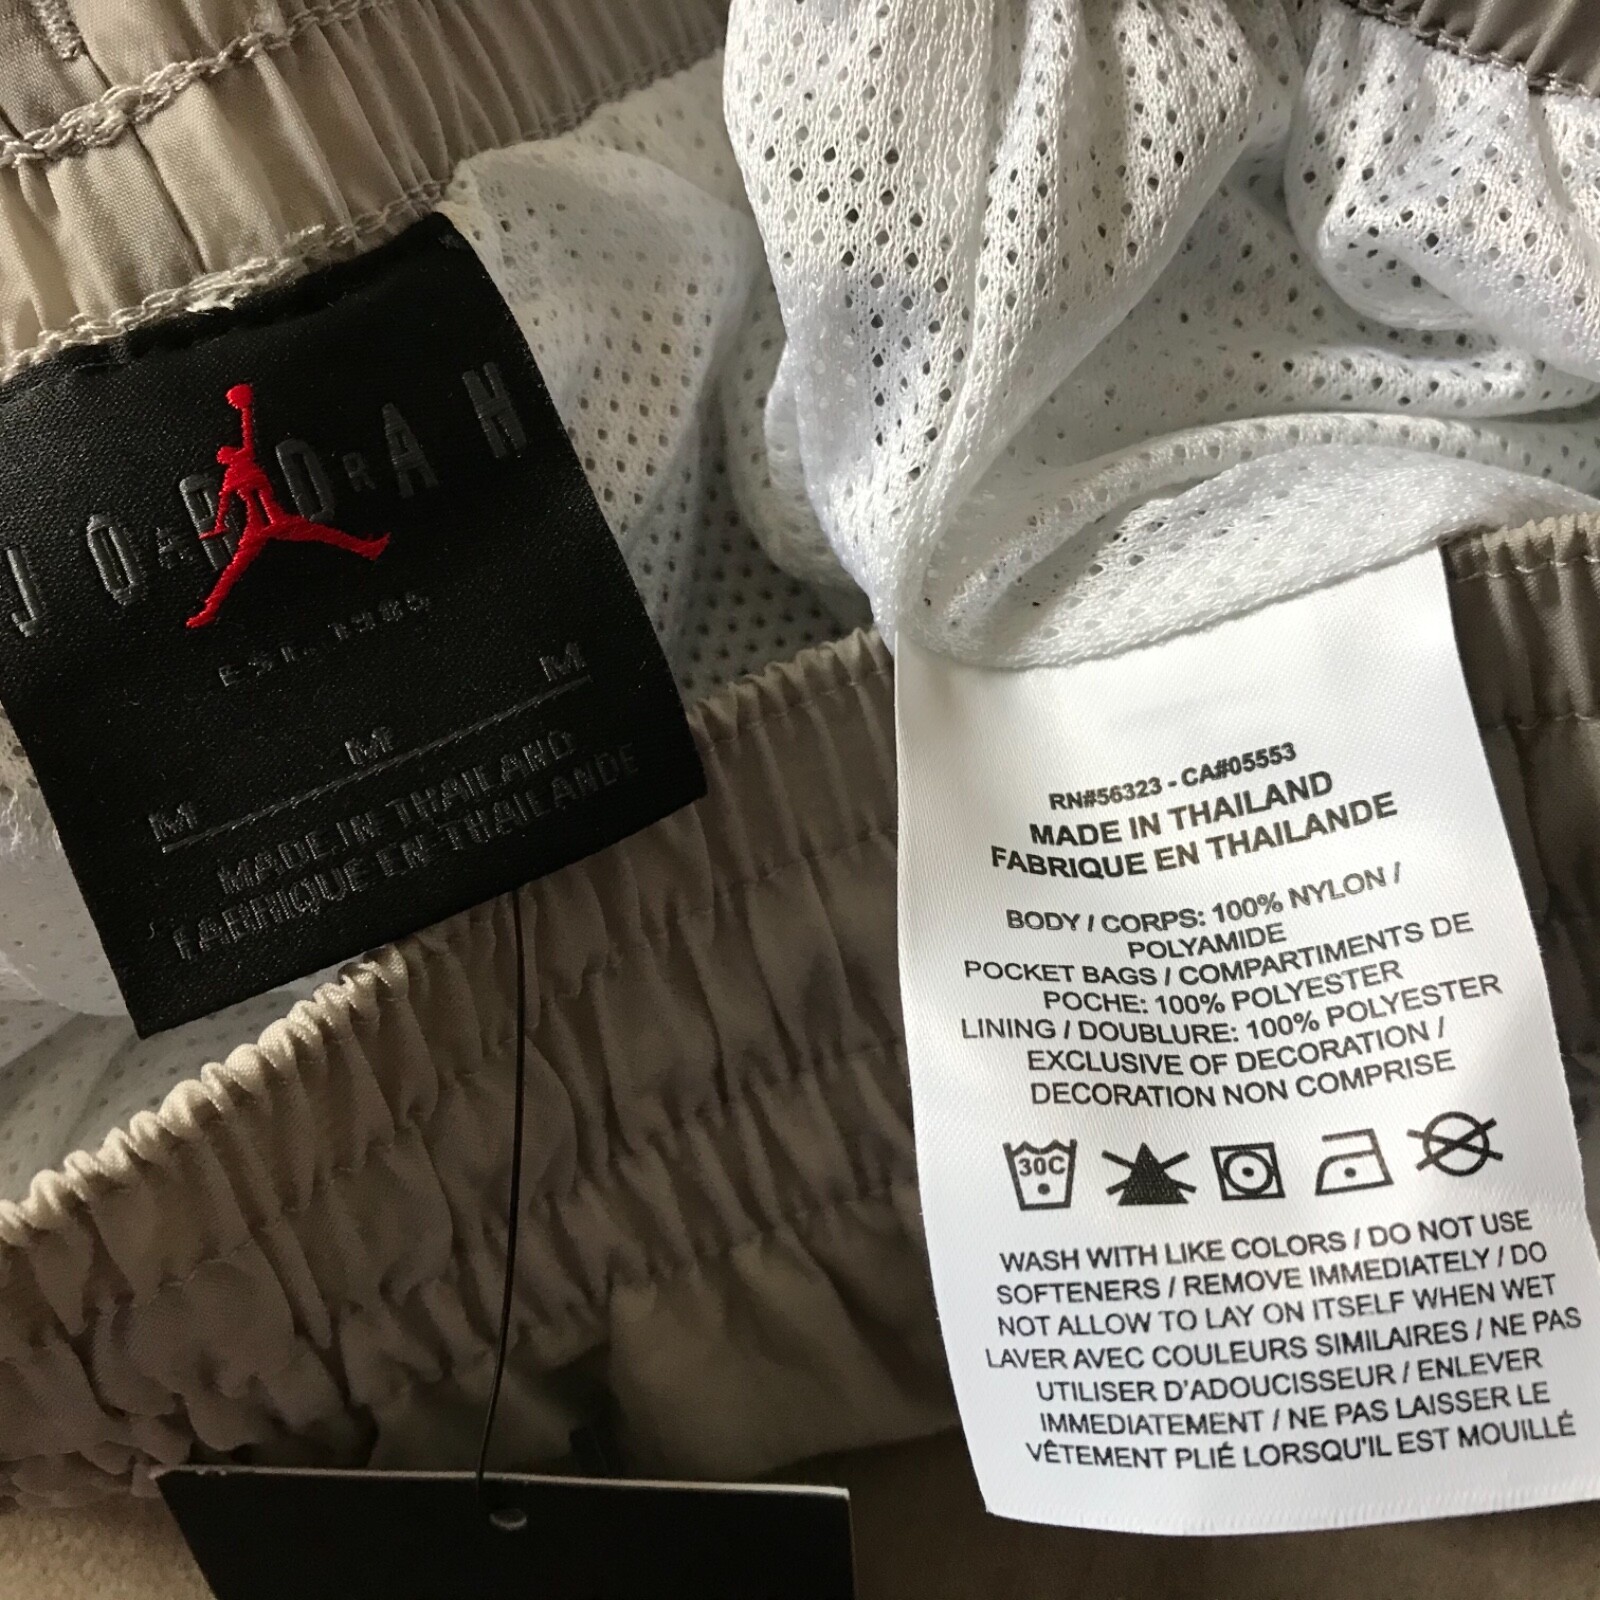 JORDAN
EST. 1985
M
M
M
MADE IN THAILAND
FABRIQUE EN THAILANDE
RN#56323 - CA#05553
MADE IN THAILAND
FABRIQUE EN THAILANDE
BODY / CORPS: 100% NYLON /
POLYAMIDE
POCKET BAGS / COMPARTIMENTS DE
POCHE: 100% POLYESTER
LINING / DOUBLURE: 100% POLYESTER
EXCLUSIVE OF DECORATION /
DECORATION NON COMPRISE
30C
WASH WITH LIKE COLORS / DO NOT USE
SOFTENERS / REMOVE IMMEDIATELY / DO
NOT ALLOW TO LAY ON ITSELF WHEN WET
LAVER AVEC COULEURS SIMILAIRES / NE PAS
UTILISER D'ADOUCISSEUR / ENLEVER
IMMEDIATEMENT / NE PAS LAISSER LE
VÊTEMENT PLIÉ LORSQU'IL EST MOUILLÉ